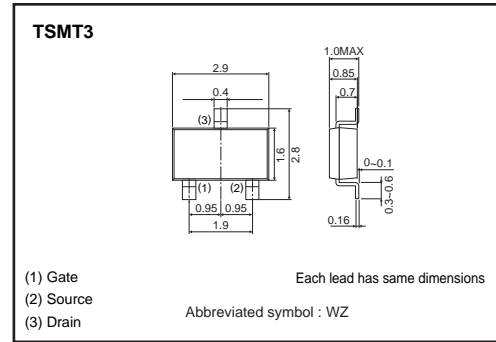 TSMT3
1.0MAX
2.9
0.85
0.4
0.7
(3)
1.6
2.8
0~0.1
(1)
(2)
0.3~0.6
0.95
0.95
0.16
1.9
(1) Gate
Each lead has same dimensions
(2) Source
Abbreviated symbol : WZ
(3) Drain